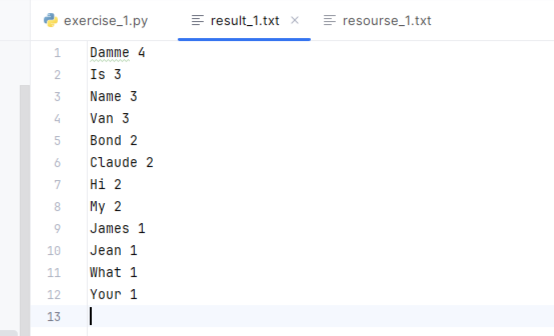 exercise_1.py result_1.txt × resourse_1.txt
1 Damme 4
2 Is 3
3 Name 3
4 Van 3
5 Bond 2
6 Claude 2
7 Hi 2
8 My 2
9 James 1
10 Jean 1
11 What 1
12 Your 1
13